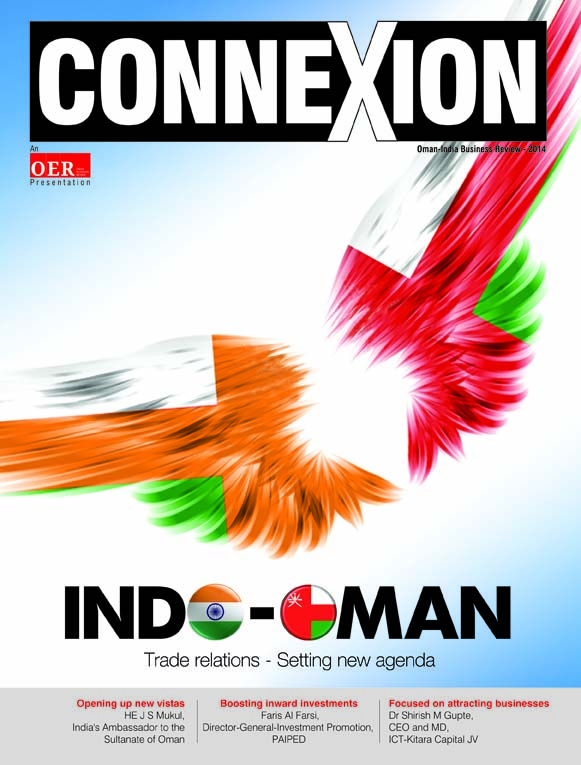 CONNEXION
An
OER
Presentation
Oman-India Business Review - 2014
INDO-OMAN
Trade relations - Setting new agenda
Opening up new vistas
HE J S Mukul,
India's Ambassador to the
Sultanate of Oman
Boosting inward investments
Faris Al Farsi,
Director-General-Investment Promotion,
PAIPED
Focused on attracting businesses
Dr Shirish M Gupte,
CEO and MD,
ICT-Kitara Capital JV